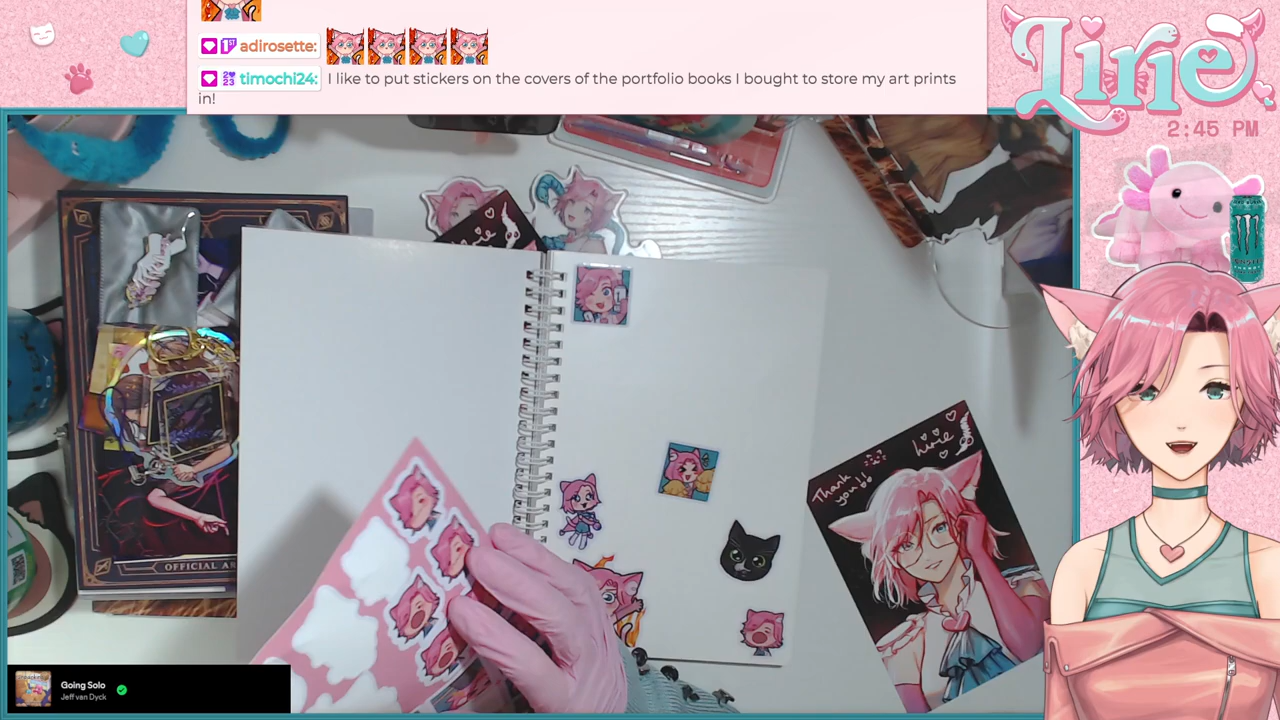 adirosette:
timochi24: I like to put stickers on the covers of the portfolio books I bought to store my art prints
in!
Lirie
2:45 PM
Lirie
Thank
you
OFFICIAL AR
Going Solo
Jeff van Dyck